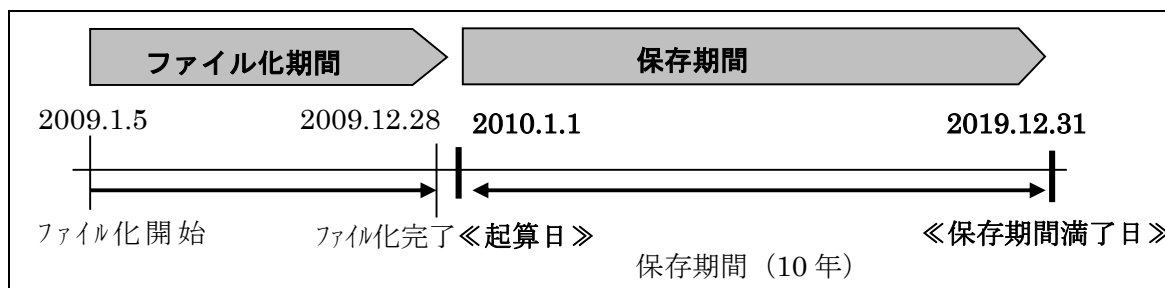 ファイル化期間 保存期間
2009.1.5 2009.12.28 2010.1.1 2019.12.31
ファイル化開始 ファイル化完了 ≪起算日≫ ≪保存期間満了日≫
保存期間（10 年）